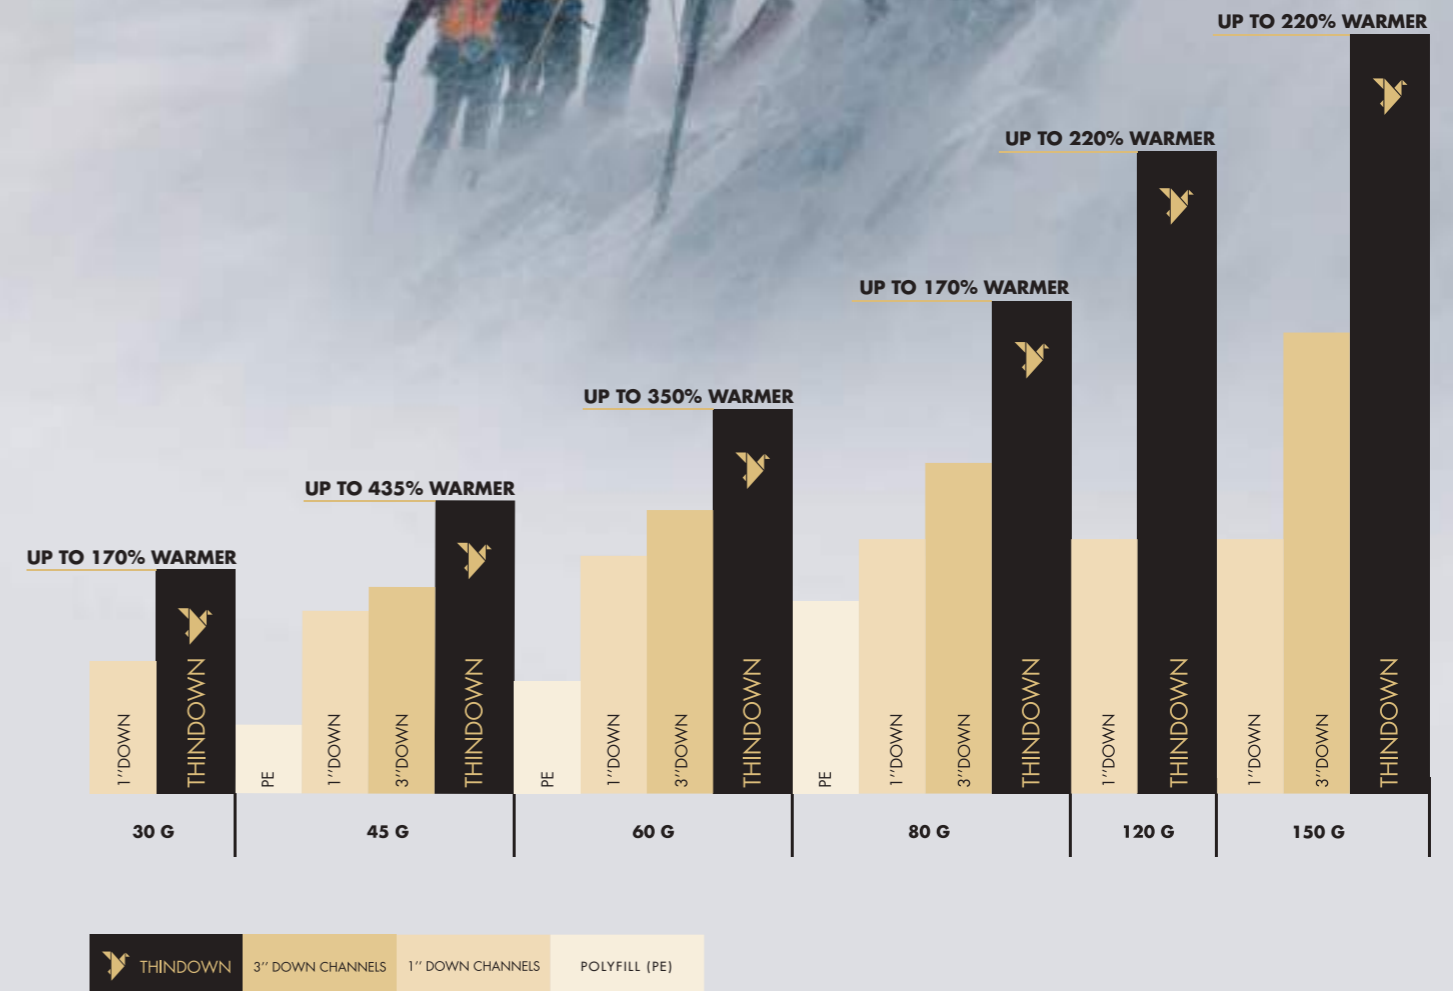 UP TO 220% WARMER
UP TO 220% WARMER
UP TO 170% WARMER
UP TO 350% WARMER
UP TO 435% WARMER
UP TO 170% WARMER
1’’DOWN
THINDOWN
PE
1’’DOWN
3’’DOWN
THINDOWN
PE
1’’DOWN
3’’DOWN
THINDOWN
PE
1’’DOWN
3’’DOWN
THINDOWN
1’’DOWN
THINDOWN
1’’DOWN
3’’DOWN
THINDOWN
30 G
45 G
60 G
80 G
120 G
150 G
THINDOWN
3’’ DOWN CHANNELS
1’’ DOWN CHANNELS
POLYFILL (PE)